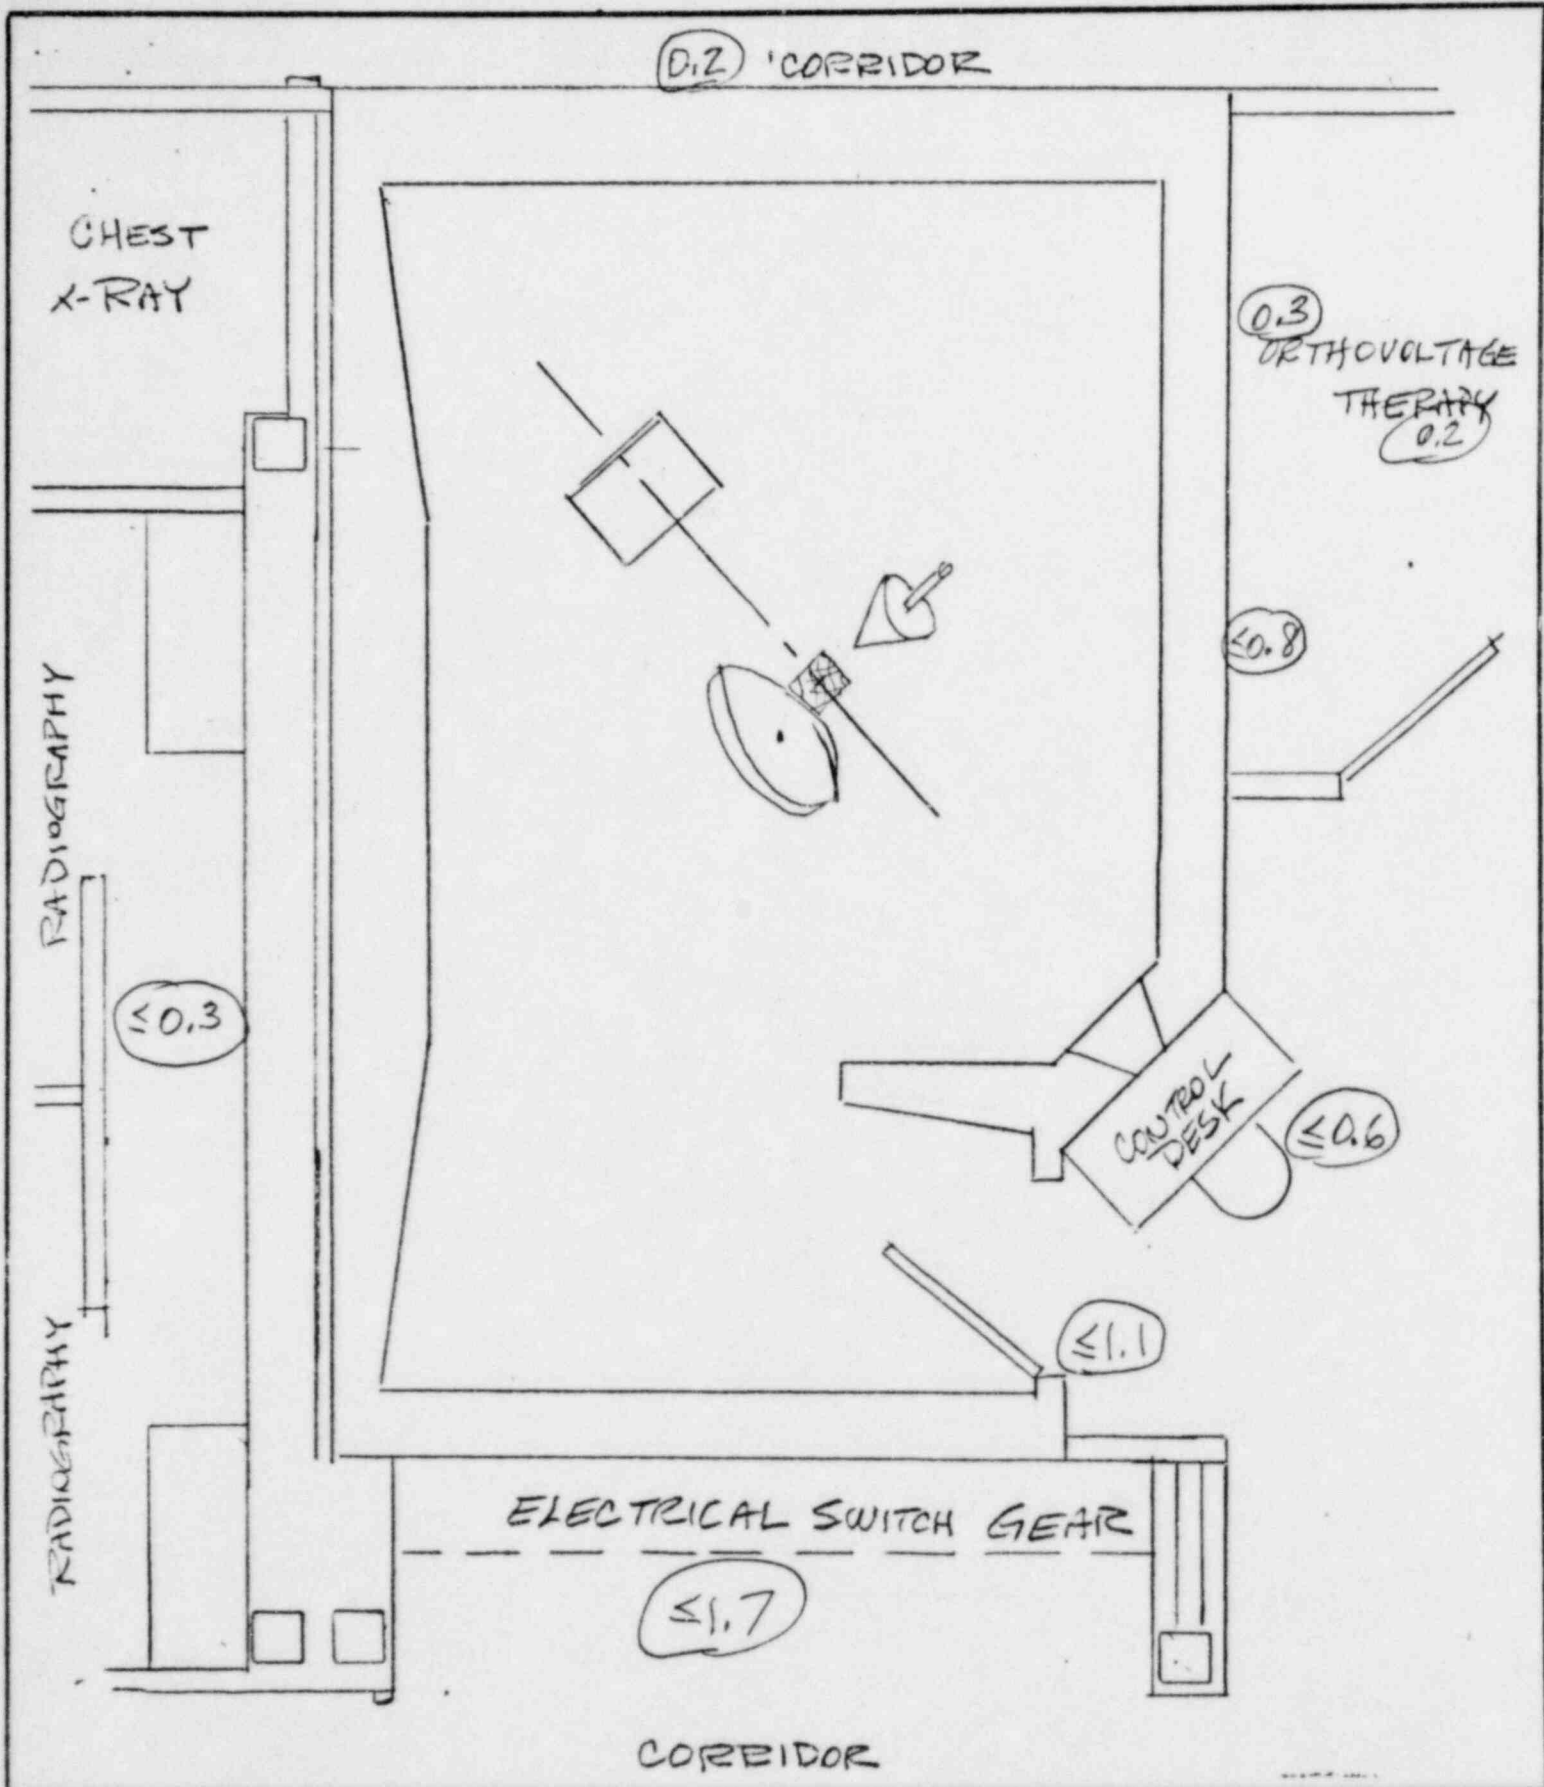 0.2 'CORRIDOR
CHEST
X-RAY
0.3
ORTHOVOLTAGE
THERAPY
0.2
≤0.8
RADIOGRAPHY
≤0.3
CONTROL
DESK
≤0.6
≤1.1
RADIOGRAPHY
ELECTRICAL SWITCH GEAR
≤1.7
CORRIDOR